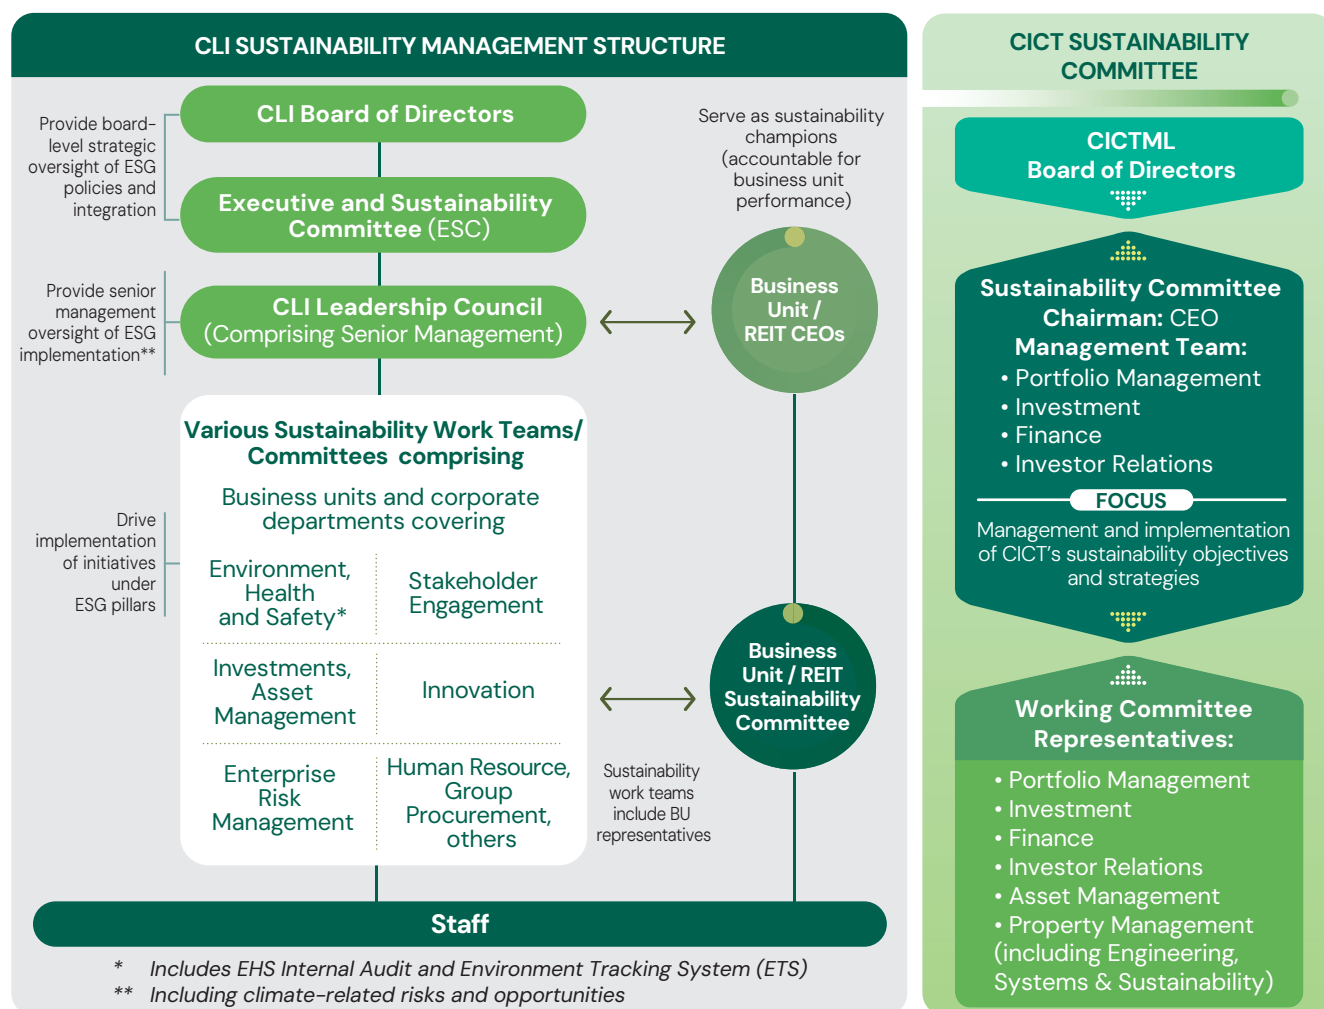 CLI SUSTAINABILITY MANAGEMENT STRUCTURE
Provide board-
level strategic
oversight of ESG
policies and
integration
CLI Board of Directors
Executive and Sustainability
Committee (ESC)
Provide senior
management
oversight of ESG
implementation**
CLI Leadership Council
(Comprising Senior Management)
Serve as sustainability
champions
(accountable for
business unit
performance)
Business
Unit /
REIT CEOs
Drive
implementation
of initiatives
under
ESG pillars
Various Sustainability Work Teams/
Committees comprising
Business units and corporate
departments covering
Environment,
Health
and Safety*
Stakeholder
Engagement
Investments,
Asset
Management
Innovation
Enterprise
Risk
Management
Human Resource,
Group
Procurement,
others
Business
Unit / REIT
Sustainability
Committee
Sustainability
work teams
include BU
representatives
Staff
* Includes EHS Internal Audit and Environment Tracking System (ETS)
** Including climate-related risks and opportunities
CICT SUSTAINABILITY
COMMITTEE
CICTML
Board of Directors
Sustainability Committee
Chairman: CEO
Management Team:
• Portfolio Management
• Investment
• Finance
• Investor Relations
FOCUS
Management and implementation
of CICT's sustainability objectives
and strategies
Working Committee
Representatives:
• Portfolio Management
• Investment
• Finance
• Investor Relations
• Asset Management
• Property Management
(including Engineering,
Systems & Sustainability)